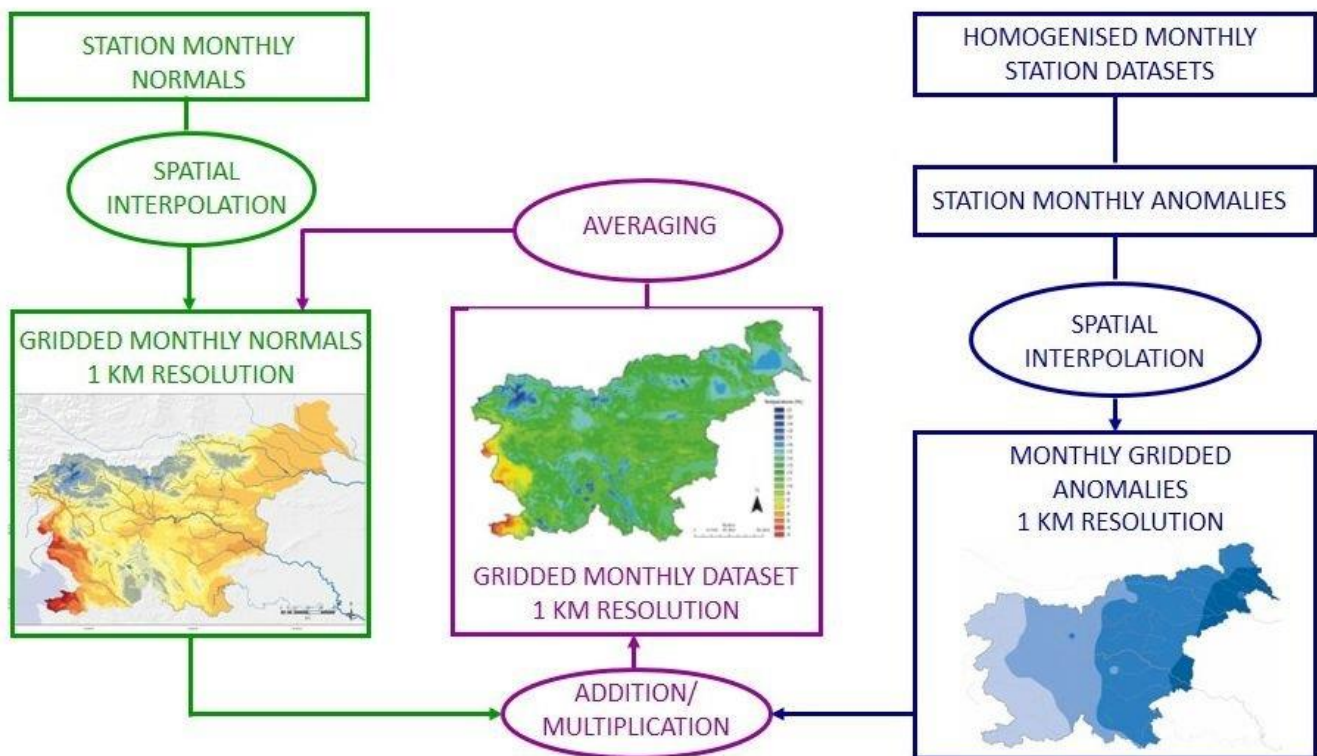 STATION MONTHLY
NORMALS
SPATIAL
INTERPOLATION
GRIDDED MONTHLY NORMALS
1 KM RESOLUTION
AVERAGING
GRIDDED MONTHLY DATASET
1 KM RESOLUTION
ADDITION/
MULTIPLICATION
HOMOGENISED MONTHLY
STATION DATASETS
STATION MONTHLY ANOMALIES
SPATIAL
INTERPOLATION
MONTHLY GRIDDED
ANOMALIES
1 KM RESOLUTION